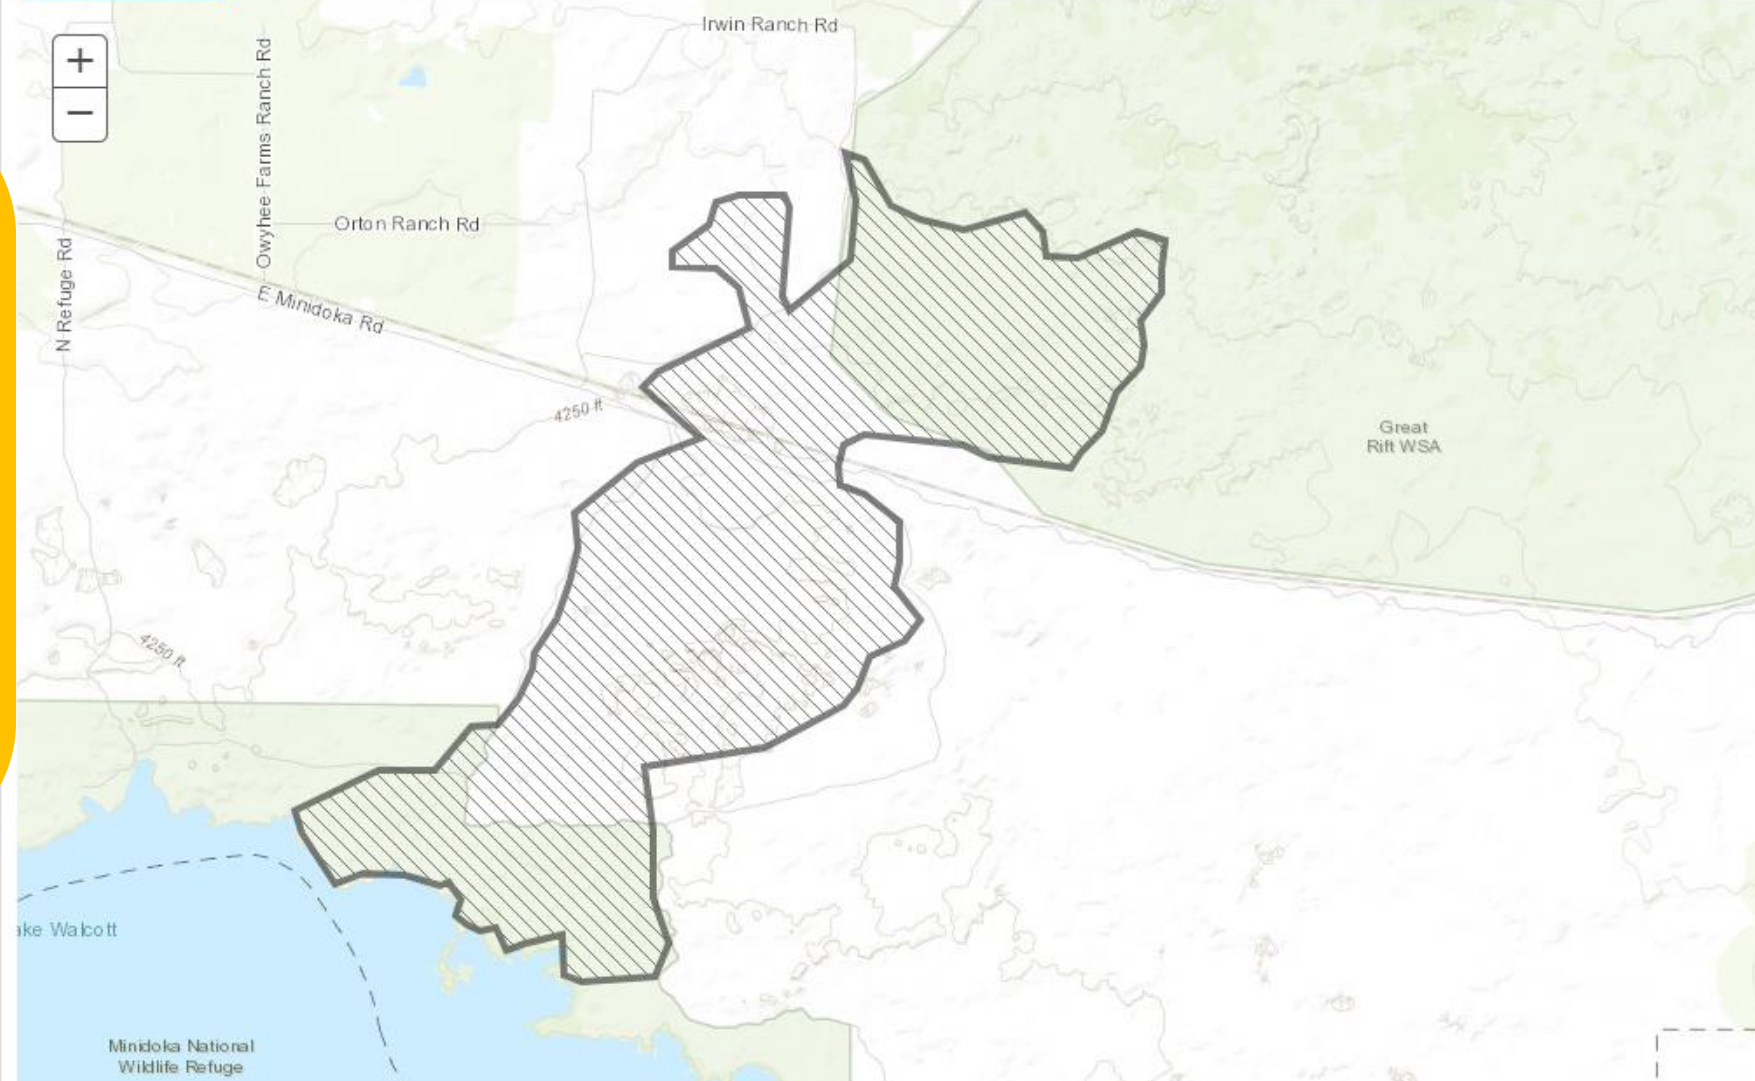 Irwin Ranch Rd
+
−
Owyhee Farms Ranch Rd
Orton Ranch Rd
N Refuge Rd
E Minidoka Rd
4250 ft
Great
Rift WSA
4250 ft
ake Walcott
Minidoka National
Wildlife Refuge